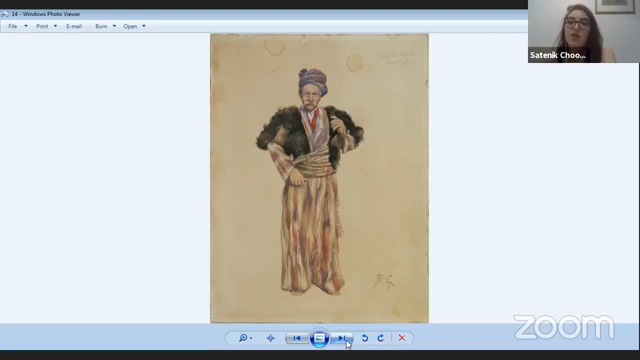 14 - Windows Photo Viewer
File Print E-mail Burn Open
Satenik Choo...
zoom